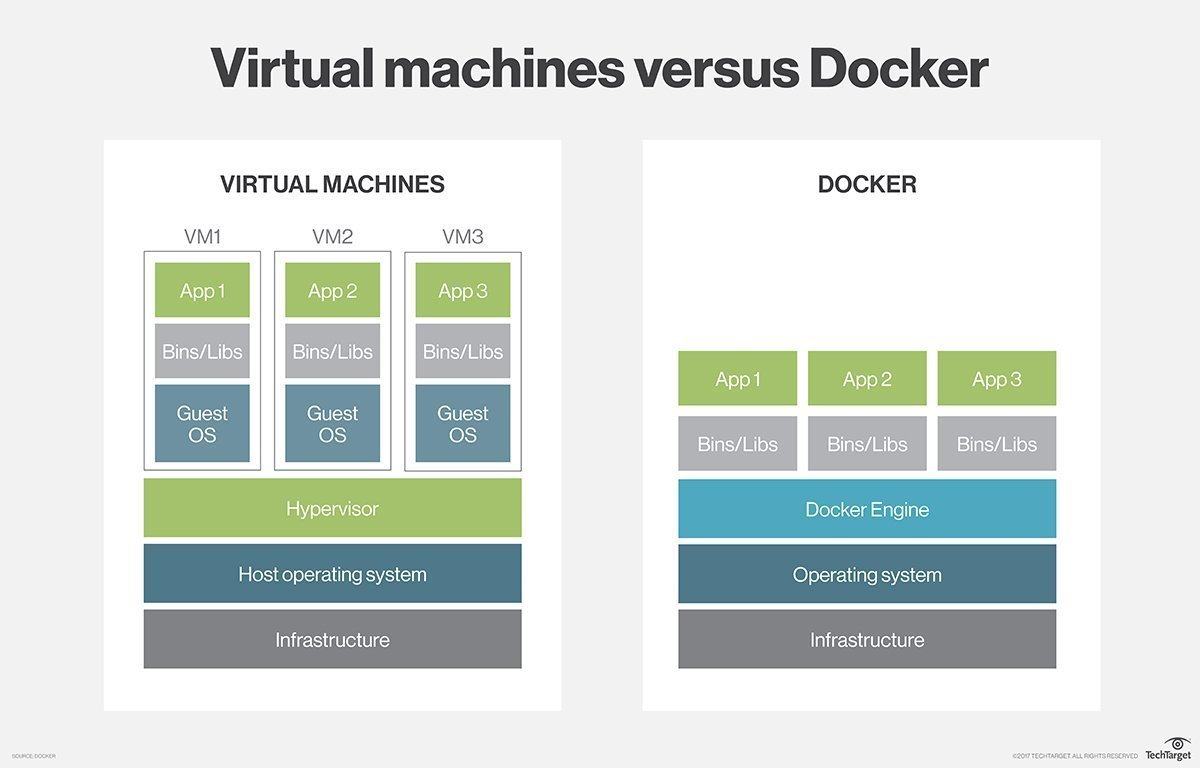 Virtual machines versus Docker
VIRTUAL MACHINES
VM1 VM2 VM3
App 1 App 2 App 3
Bins/Libs Bins/Libs Bins/Libs
Guest Guest Guest
OS OS OS
Hypervisor
Host operating system
Infrastructure
DOCKER
App 1 App 2 App 3
Bins/Libs Bins/Libs Bins/Libs
Docker Engine
Operating system
Infrastructure
SOURCE: DOCKER
©2017 TECHTARGET. ALL RIGHTS RESERVED
TechTarget